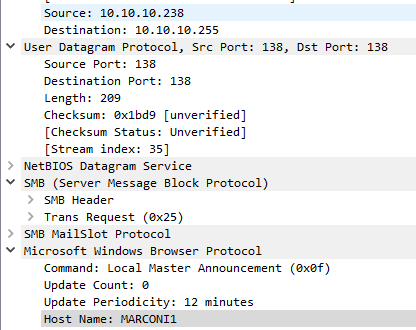 Source: 10.10.10.238
Destination: 10.10.10.255
User Datagram Protocol, Src Port: 138, Dst Port: 138
Source Port: 138
Destination Port: 138
Length: 209
Checksum: 0x1bd9 [unverified]
[Checksum Status: Unverified]
[Stream index: 35]
NetBIOS Datagram Service
SMB (Server Message Block Protocol)
SMB Header
Trans Request (0x25)
SMB MailSlot Protocol
Microsoft Windows Browser Protocol
Command: Local Master Announcement (0x0f)
Update Count: 0
Update Periodicity: 12 minutes
Host Name: MARCONI1